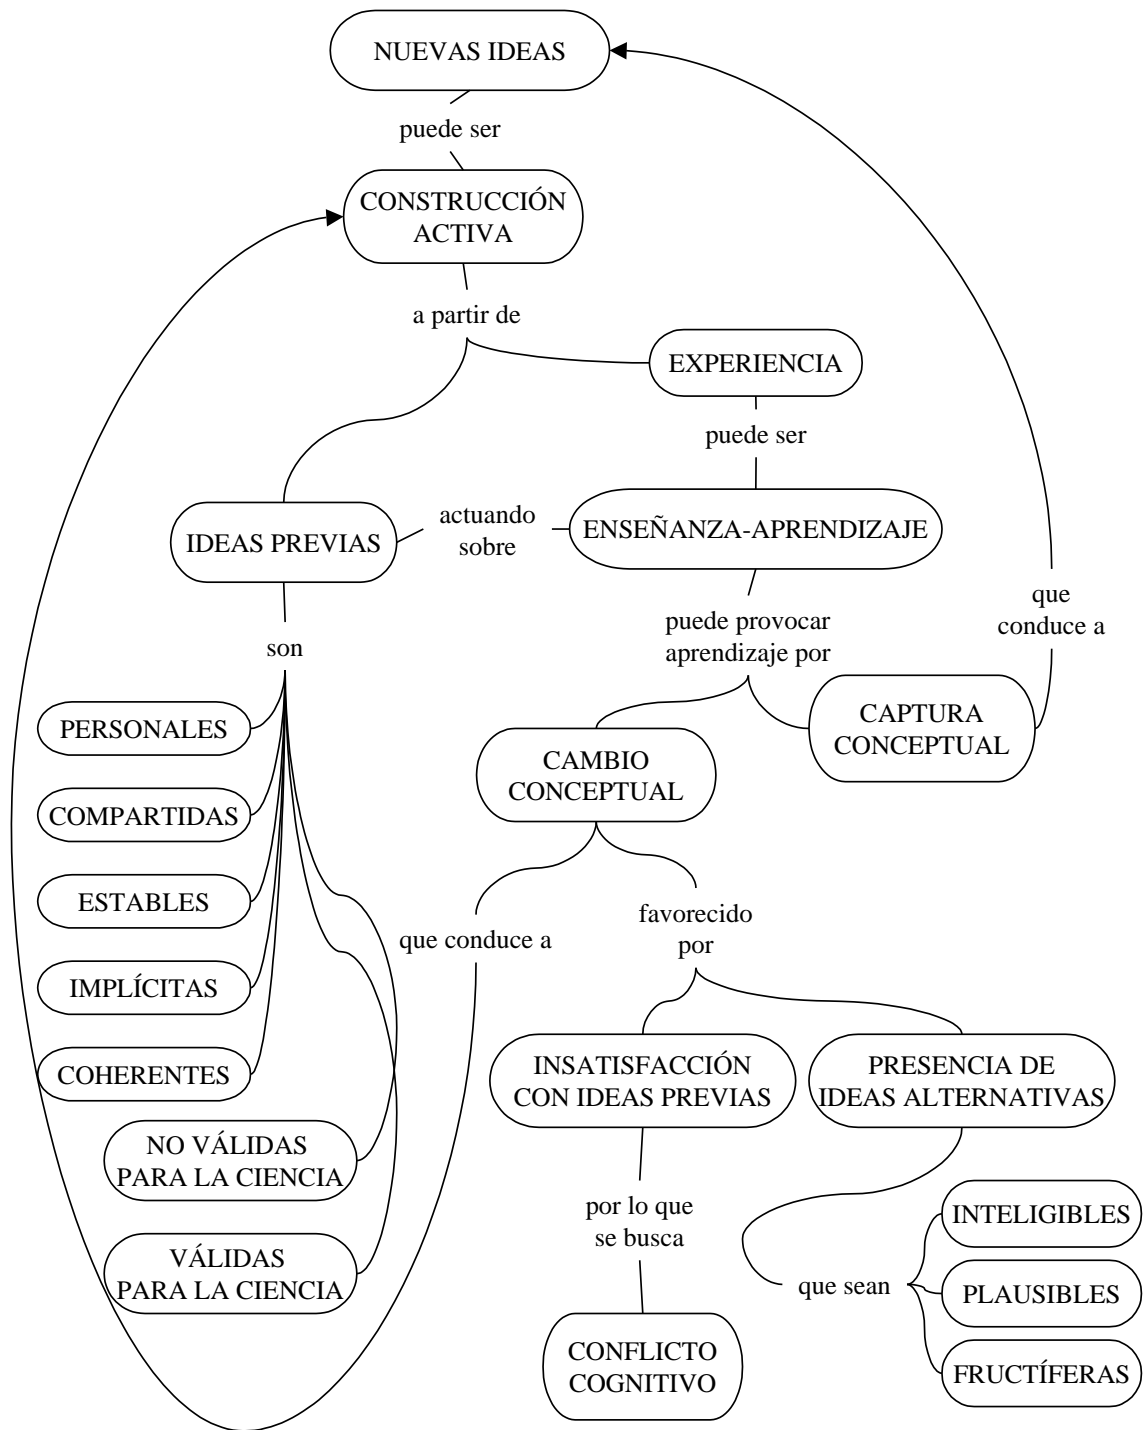 NUEVAS IDEAS
puede ser
CONSTRUCCIÓN
ACTIVA
a partir de
EXPERIENCIA
puede ser
IDEAS PREVIAS
actuando
sobre
ENSEÑANZA-APRENDIZAJE
que
conduce a
puede provocar
aprendizaje por
son
PERSONALES
COMPARTIDAS
ESTABLES
IMPLÍCITAS
COHERENTES
NO VÁLIDAS
PARA LA CIENCIA
VÁLIDAS
PARA LA CIENCIA
CAPTURA
CONCEPTUAL
CAMBIO
CONCEPTUAL
que conduce a
favorecido
por
INSATISFACCIÓN
CON IDEAS PREVIAS
PRESENCIA DE
IDEAS ALTERNATIVAS
por lo que
se busca
CONFLICTO
COGNITIVO
que sean
INTELIGIBLES
PLAUSIBLES
FRUCTÍFERAS